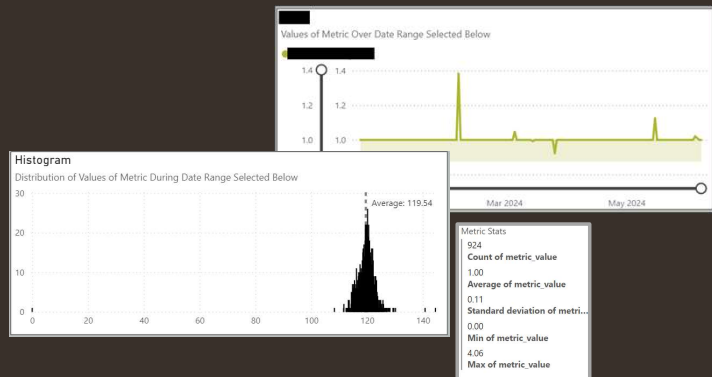 Values of Metric Over Date Range Selected Below
1.4
1.4
1.2
1.2
1.0
1.0
Mar 2024
May 2024
Histogram
Distribution of Values of Metric During Date Range Selected Below
30
20
10
0
Average: 119.54
0
20
40
60
80
100
120
140
Metric Stats
924
Count of metric_value
1.00
Average of metric_value
0.11
Standard deviation of metri...
0.00
Min of metric_value
4.06
Max of metric_value